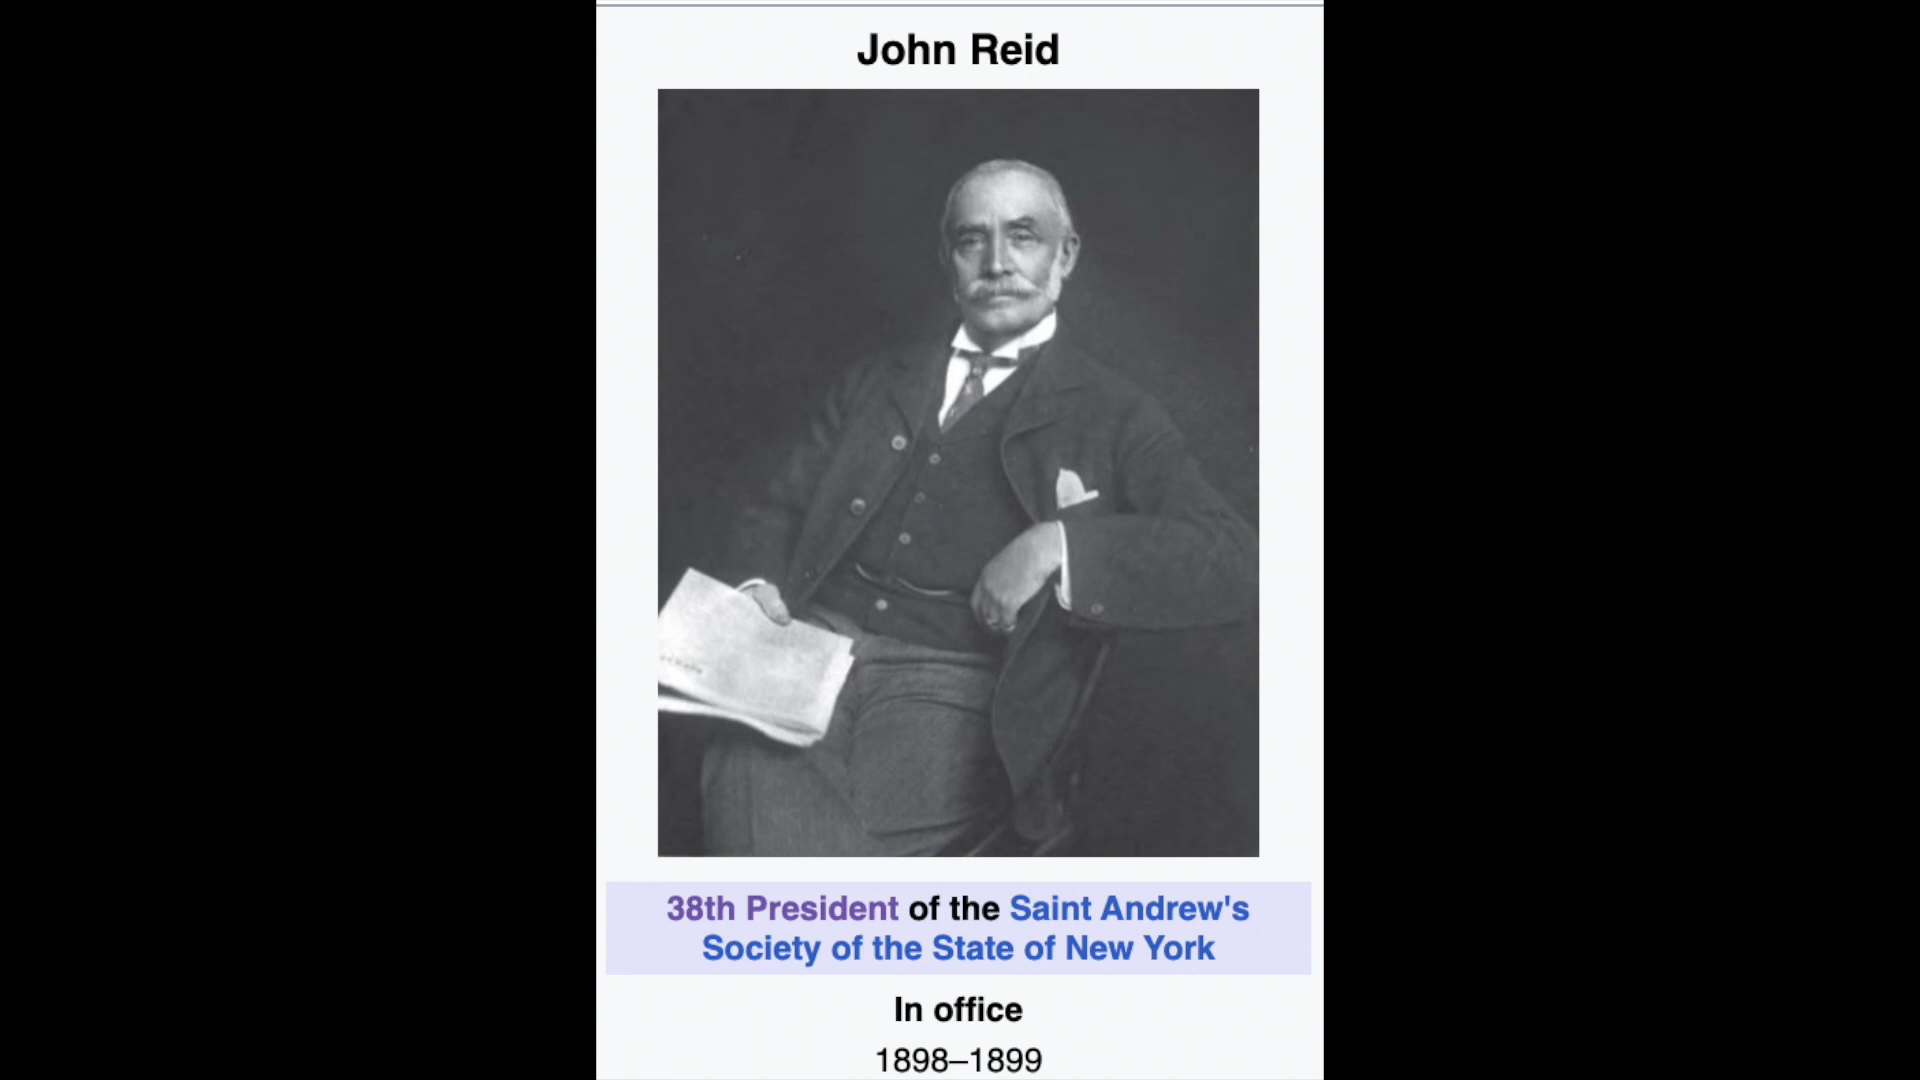 John Reid
38th President of the Saint Andrew's
Society of the State of New York
In office
1898–1899